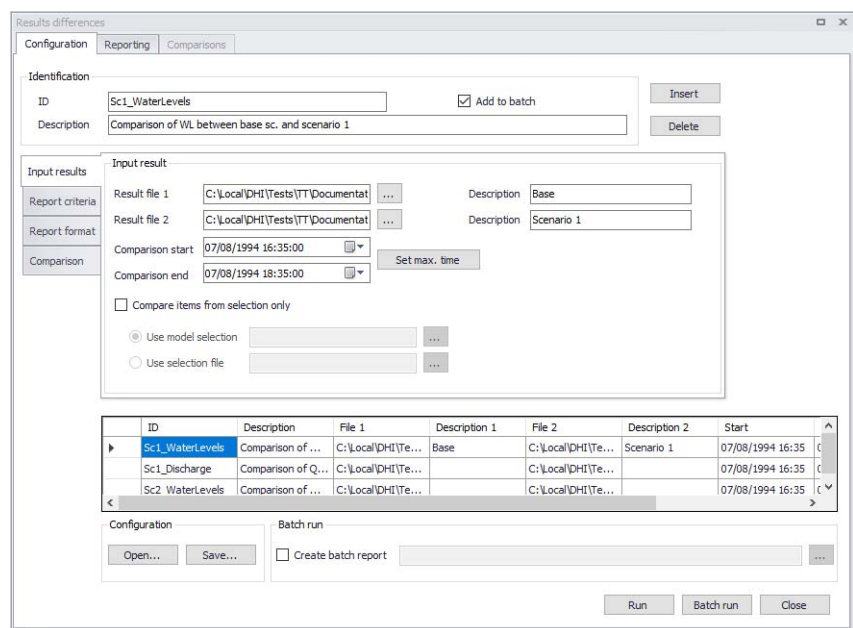 Results differences
Configuration Reporting Comparisons
Identification
ID Sc1_WaterLevels Add to batch Insert
Description Comparison of WL between base sc. and scenario 1 Delete
Input results
Report criteria
Report format
Comparison
Input result
Result file 1 C:\Local\DHI\Tests\TT\Documentat ... Description Base
Result file 2 C:\Local\DHI\Tests\TT\Documentat ... Description Scenario 1
Comparison start 07/08/1994 16:35:00
Set max. time
Comparison end 07/08/1994 18:35:00
Compare items from selection only
Use model selection ...
Use selection file ...
ID Description File 1 Description 1 File 2 Description 2 Start
Sc1_WaterLevels Comparison of ... C:\Local\DHI\Te... Base C:\Local\DHI\Te... Scenario 1 07/08/1994 16:35
Sc1_Discharge Comparison of Q... C:\Local\DHI\Te... C:\Local\DHI\Te... 07/08/1994 16:35
Sc2_WaterLevels Comparison of ... C:\Local\DHI\Te... C:\Local\DHI\Te... 07/08/1994 16:35
Configuration Batch run
Open... Save... Create batch report ...
Run Batch run Close